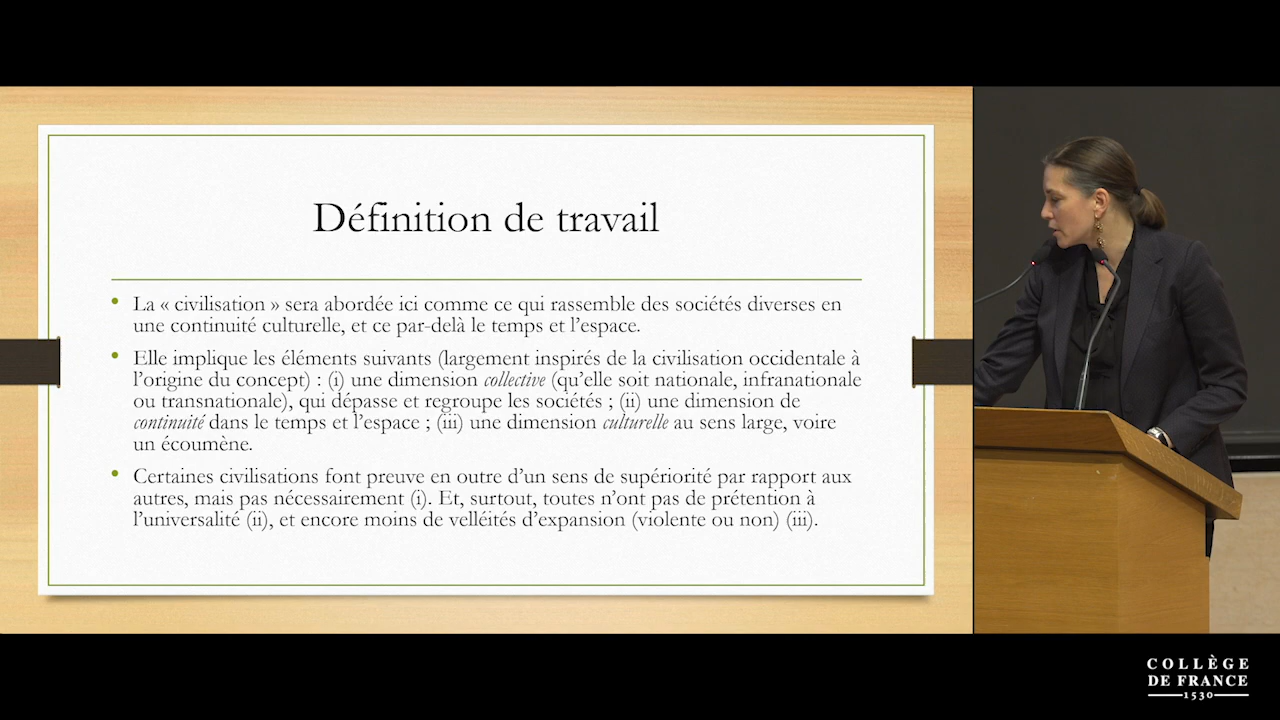 Définition de travail
• La « civilisation » sera abordée ici comme ce qui rassemble des sociétés diverses en
une continuité culturelle, et ce par-delà le temps et l’espace.
• Elle implique les éléments suivants (largement inspirés de la civilisation occidentale à
l’origine du concept) : (i) une dimension collective (qu’elle soit nationale, infranationale
ou transnationale), qui dépasse et regroupe les sociétés ; (ii) une dimension de
continuité dans le temps et l’espace ; (iii) une dimension culturelle au sens large, voire
un écoumène.
• Certaines civilisations font preuve en outre d’un sens de supériorité par rapport aux
autres, mais pas nécessairement (i). Et, surtout, toutes n’ont pas de prétention à
l’universalité (ii), et encore moins de velléités d’expansion (violente ou non) (iii).
COLLÈGE
DE FRANCE
1530